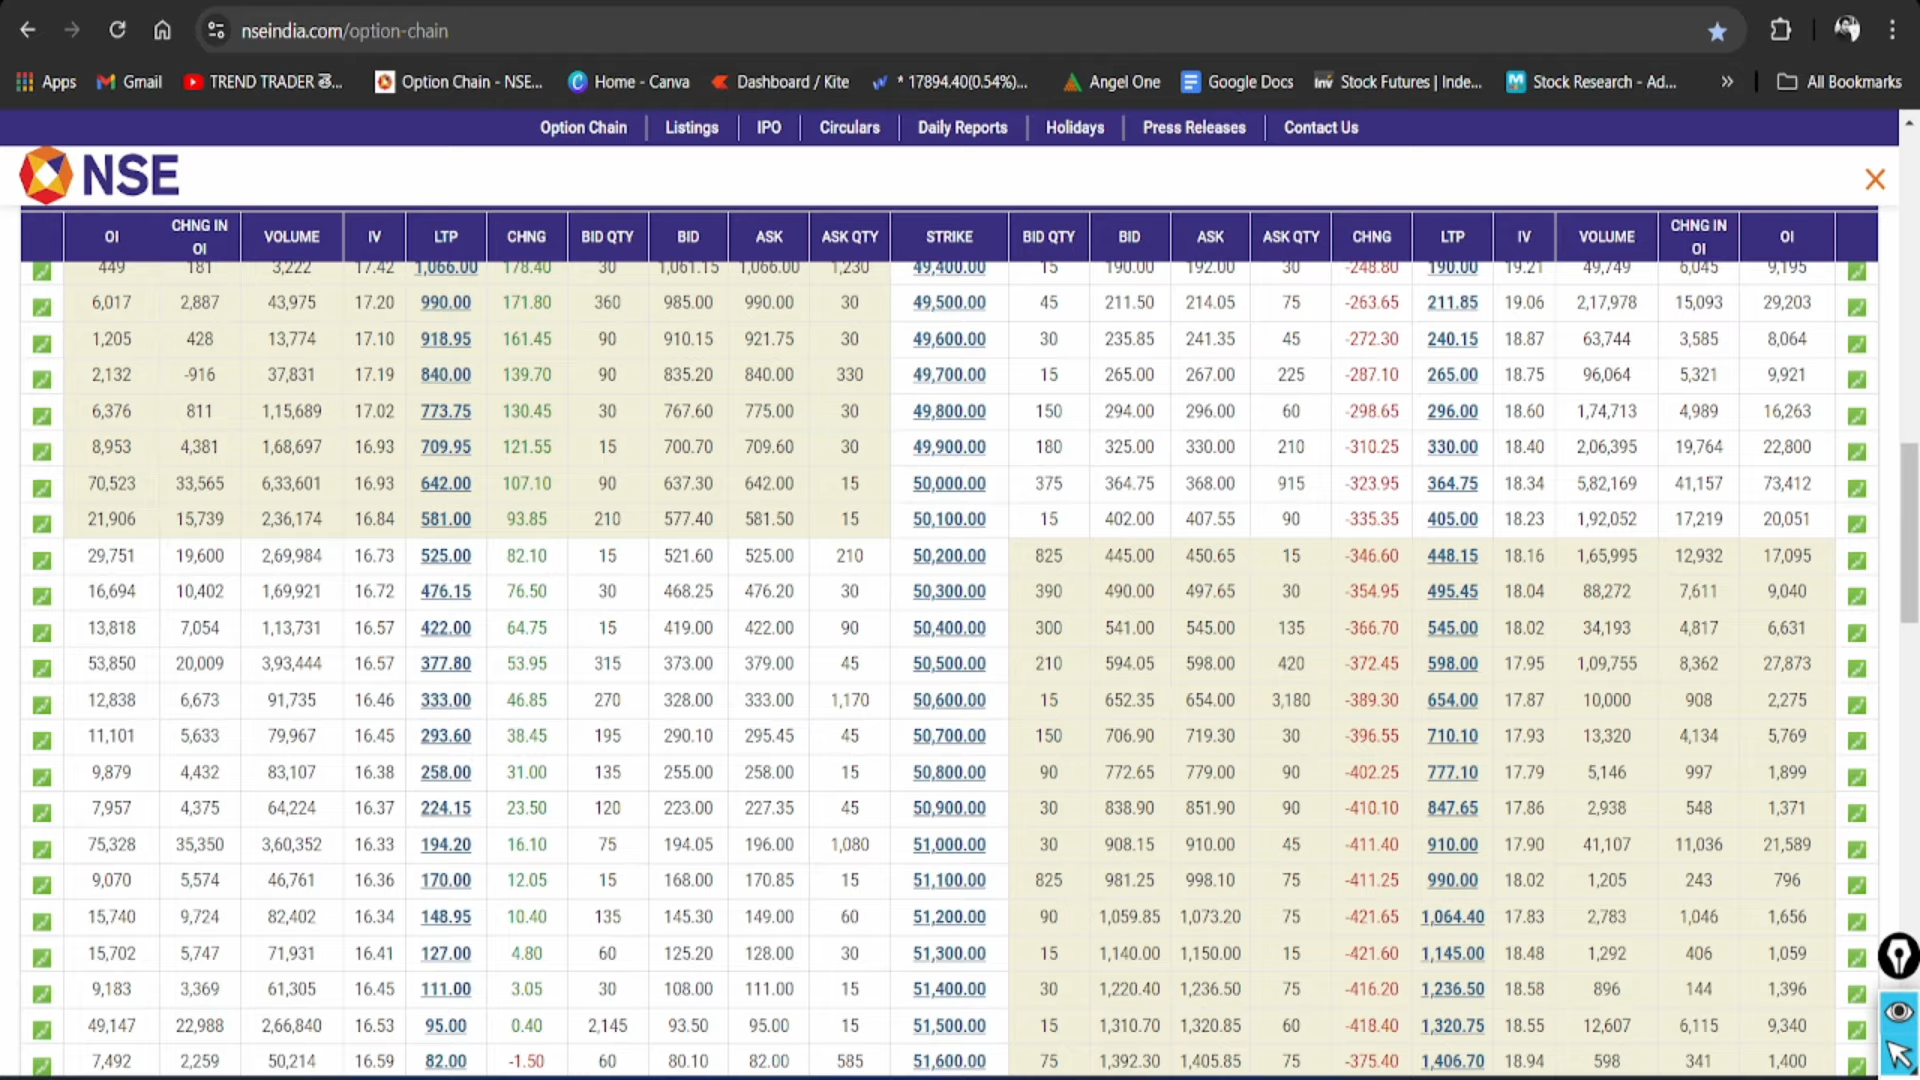 nseindia.com/option-chain
Apps Gmail TREND TRADER తె... Option Chain - NSE... Home - Canva Dashboard / Kite * 17894.40(0.54%)... Angel One Google Docs Inv Stock Futures | Inde... Stock Research - Ad... » All Bookmarks
Option Chain Listings IPO Circulars Daily Reports Holidays Press Releases Contact Us
NSE
OI CHNG IN OI VOLUME IV LTP CHNG BID QTY BID ASK ASK QTY STRIKE BID QTY BID ASK ASK QTY CHNG LTP IV VOLUME CHNG IN OI OI
449 181 3,222 17.42 1,066.00 178.40 30 1,061.15 1,066.00 1,230 49,400.00 15 190.00 192.00 30 -248.80 190.00 19.21 49,749 6,045 9,195
6,017 2,887 43,975 17.20 990.00 171.80 360 985.00 990.00 30 49,500.00 45 211.50 214.05 75 -263.65 211.85 19.06 2,17,978 15,093 29,203
1,205 428 13,774 17.10 918.95 161.45 90 910.15 921.75 30 49,600.00 30 235.85 241.35 45 -272.30 240.15 18.87 63,744 3,585 8,064
2,132 -916 37,831 17.19 840.00 139.70 90 835.20 840.00 330 49,700.00 15 265.00 267.00 225 -287.10 265.00 18.75 96,064 5,321 9,921
6,376 811 1,15,689 17.02 773.75 130.45 30 767.60 775.00 30 49,800.00 150 294.00 296.00 60 -298.65 296.00 18.60 1,74,713 4,989 16,263
8,953 4,381 1,68,697 16.93 709.95 121.55 15 700.70 709.60 30 49,900.00 180 325.00 330.00 210 -310.25 330.00 18.40 2,06,395 19,764 22,800
70,523 33,565 6,33,601 16.93 642.00 107.10 90 637.30 642.00 15 50,000.00 375 364.75 368.00 915 -323.95 364.75 18.34 5,82,169 41,157 73,412
21,906 15,739 2,36,174 16.84 581.00 93.85 210 577.40 581.50 15 50,100.00 15 402.00 407.55 90 -335.35 405.00 18.23 1,92,052 17,219 20,051
29,751 19,600 2,69,984 16.73 525.00 82.10 15 521.60 525.00 210 50,200.00 825 445.00 450.65 15 -346.60 448.15 18.16 1,65,995 12,932 17,095
16,694 10,402 1,69,921 16.72 476.15 76.50 30 468.25 476.20 30 50,300.00 390 490.00 497.65 30 -354.95 495.45 18.04 88,272 7,611 9,040
13,818 7,054 1,13,731 16.57 422.00 64.75 15 419.00 422.00 90 50,400.00 300 541.00 545.00 135 -366.70 545.00 18.02 34,193 4,817 6,631
53,850 20,009 3,93,444 16.57 377.80 53.95 315 373.00 379.00 45 50,500.00 210 594.05 598.00 420 -372.45 598.00 17.95 1,09,755 8,362 27,873
12,838 6,673 91,735 16.46 333.00 46.85 270 328.00 333.00 1,170 50,600.00 15 652.35 654.00 3,180 -389.30 654.00 17.87 10,000 908 2,275
11,101 5,633 79,967 16.45 293.60 38.45 195 290.10 295.45 45 50,700.00 150 706.90 719.30 30 -396.55 710.10 17.93 13,320 4,134 5,769
9,879 4,432 83,107 16.38 258.00 31.00 135 255.00 258.00 15 50,800.00 90 772.65 779.00 90 -402.25 777.10 17.79 5,146 997 1,899
7,957 4,375 64,224 16.37 224.15 23.50 120 223.00 227.35 45 50,900.00 30 838.90 851.90 90 -410.10 847.65 17.86 2,938 548 1,371
75,328 35,350 3,60,352 16.33 194.20 16.10 75 194.05 196.00 1,080 51,000.00 30 908.15 910.00 45 -411.40 910.00 17.90 41,107 11,036 21,589
9,070 5,574 46,761 16.36 170.00 12.05 15 168.00 170.85 15 51,100.00 825 981.25 998.10 75 -411.25 990.00 18.02 1,205 243 796
15,740 9,724 82,402 16.34 148.95 10.40 135 145.30 149.00 60 51,200.00 90 1,059.85 1,073.20 75 -421.65 1,064.40 17.83 2,783 1,046 1,656
15,702 5,747 71,931 16.41 127.00 4.80 60 125.20 128.00 30 51,300.00 15 1,140.00 1,150.00 15 -421.60 1,145.00 18.48 1,292 406 1,059
9,183 3,369 61,305 16.45 111.00 3.05 30 108.00 111.00 15 51,400.00 30 1,220.40 1,236.50 75 -416.20 1,236.50 18.58 896 144 1,396
49,147 22,988 2,66,840 16.53 95.00 0.40 2,145 93.50 95.00 15 51,500.00 15 1,310.70 1,320.85 60 -418.40 1,320.75 18.55 12,607 6,115 9,340
7,492 2,259 50,214 16.59 82.00 -1.50 60 80.10 82.00 585 51,600.00 75 1,392.30 1,405.85 75 -375.40 1,406.70 18.94 598 341 1,400